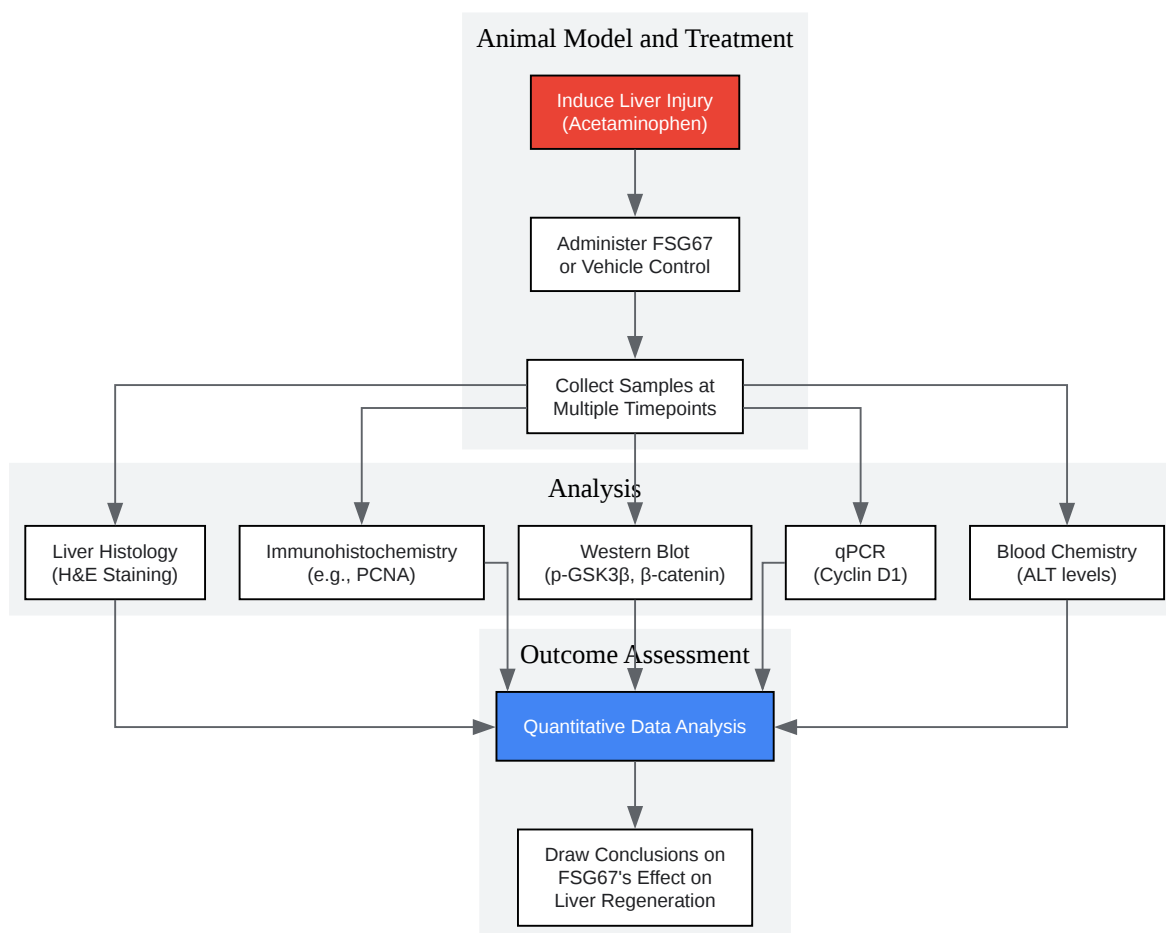 Animal Model and Treatment
Induce Liver Injury
(Acetaminophen)
Administer FSG67
or Vehicle Control
Collect Samples at
Multiple Timepoints
Analysis
Liver Histology
(H&E Staining)
Immunohistochemistry
(e.g., PCNA)
Western Blot
(p-GSK3β, β-catenin)
qPCR
(Cyclin D1)
Blood Chemistry
(ALT levels)
Outcome Assessment
Quantitative Data Analysis
Draw Conclusions on
FSG67's Effect on
Liver Regeneration